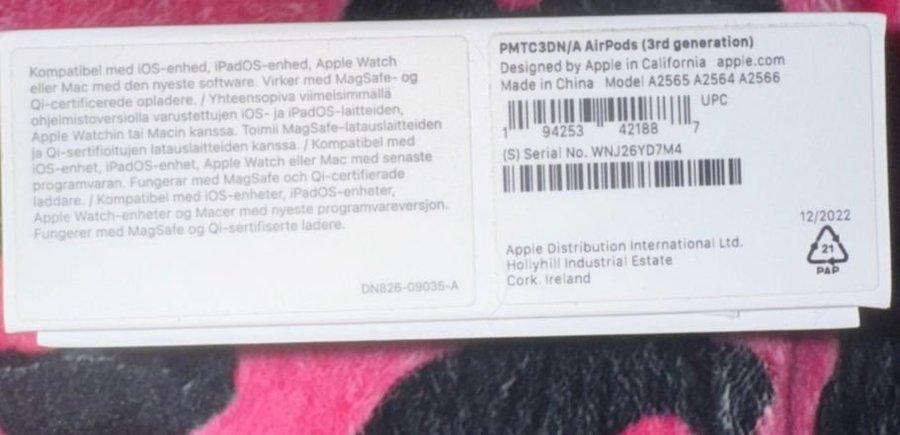 Kompatibel med iOS-enhed, iPadOS-enhed, Apple Watch
eller Mac med den nyeste software. Virker med MagSafe- og
Qi-certificerede opladere. / Yhteensopiva viimeisimmällä
ohjelmistoversiolla varustettujen iOS- ja iPadOS-laitteiden,
Apple Watchin tai Macin kanssa. Toimii MagSafe-latauslaitteiden
ja Qi-sertifioitujen latauslaitteiden kanssa. / Kompatibel med
iOS-enhet, iPadOS-enhet, Apple Watch eller Mac med senaste
programvaran. Fungerar med MagSafe och Qi-certifierade
laddare. / Kompatibel med iOS-enheter, iPadOS-enheter,
Apple Watch-enheter og Macer med nyeste programvareversjon.
Fungerer med MagSafe og Qi-sertifiserte ladere.
DN826-09035-A
PMTC3DN/A AirPods (3rd generation)
Designed by Apple in California apple.com
Made in China Model A2565 A2564 A2566
UPC
1 94253 42188 7
(S) Serial No. WNJ26YD7M4
12/2022
21
PAP
Apple Distribution International Ltd.
Hollyhill Industrial Estate
Cork, Ireland